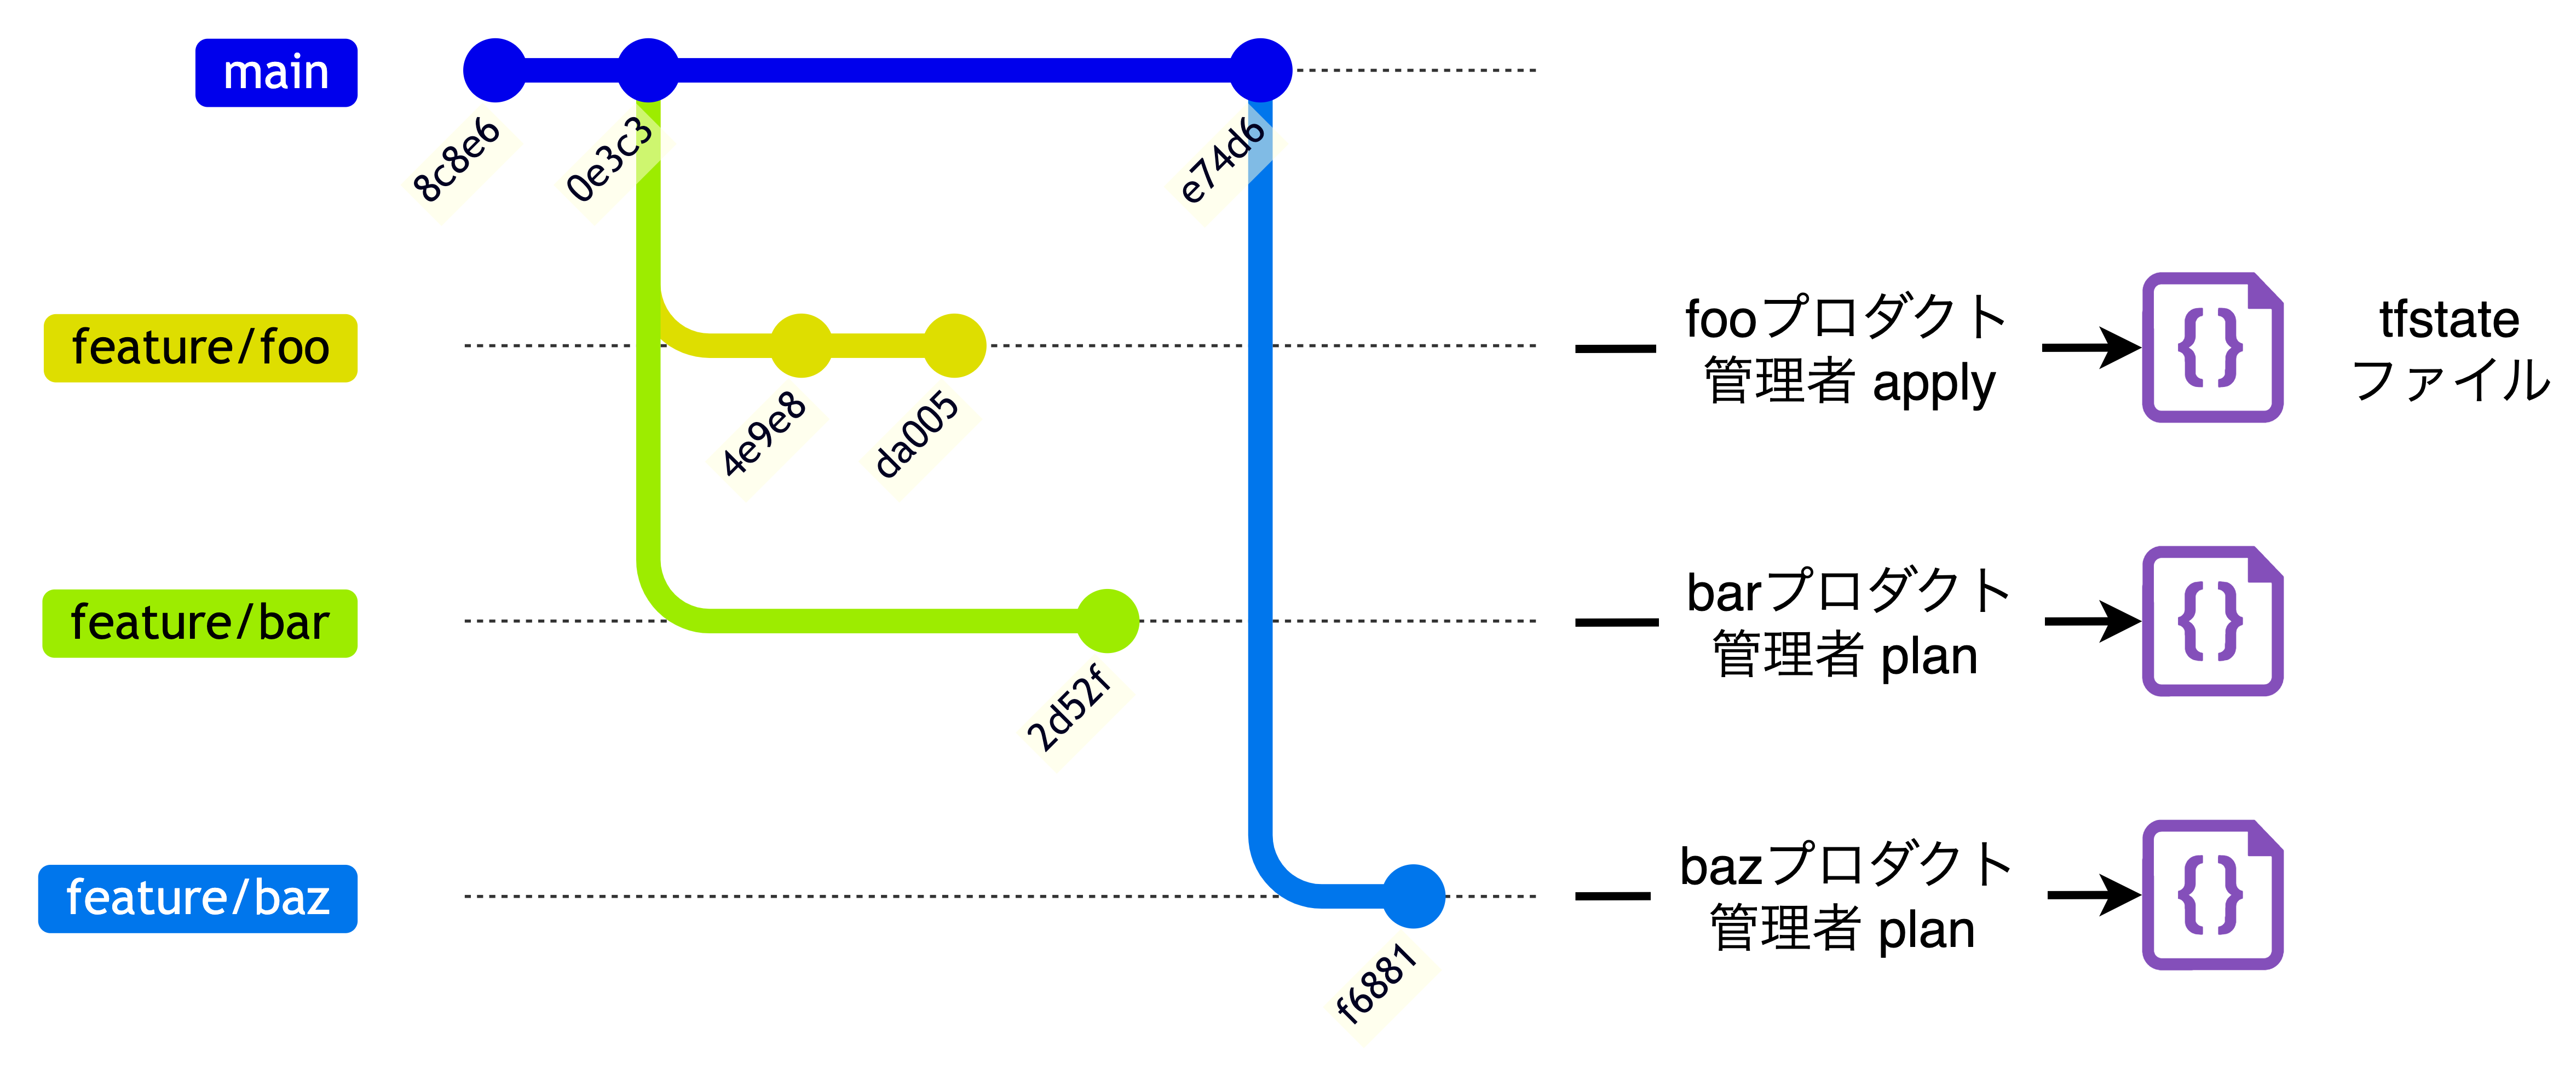 main
8c8e6
0e3c3
e74d6
feature/foo
4e9e8
da005
fooプロダクト
管理者 apply
tfstate
ファイル
feature/bar
2d52f
barプロダクト
管理者 plan
feature/baz
f6881
bazプロダクト
管理者 plan